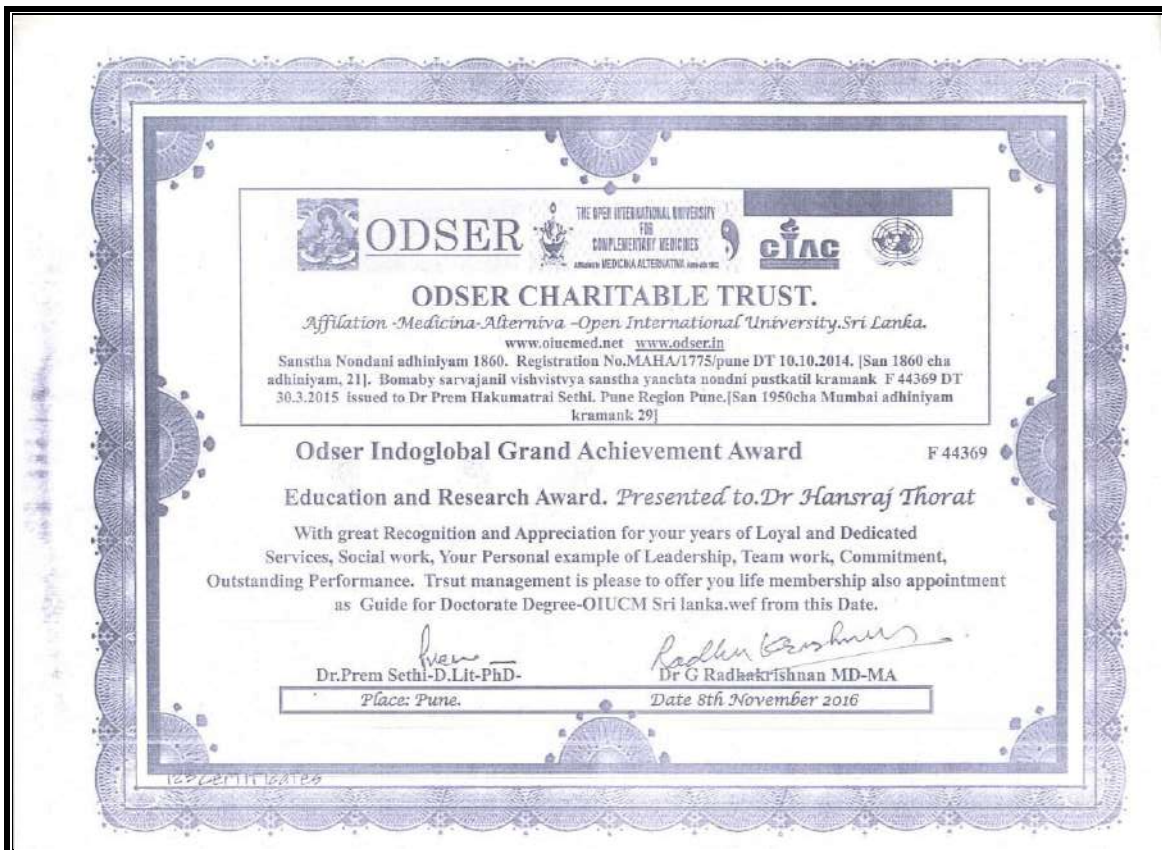 ODSER
THE OPEN INTERNATIONAL UNIVERSITY
FOR
COMPLEMENTARY MEDICINES
MEDICINA ALTERNATIVA
CIAC
ODSER CHARITABLE TRUST.
Affilation -Medicina-Alterniva -Open International University.Sri Lanka.
www.oiucmed.net www.odser.in
Sanstha Nondani adhiniyam 1860. Registration No.MAHA/1775/pune DT 10.10.2014. [San 1860 cha
adhiniyam, 21]. Bomaby sarvajanil vishvistvya sanstha yanchta nondni pustkatil kramank F 44369 DT
30.3.2015 issued to Dr Prem Hakumatrai Sethi. Pune Region Pune.[San 1950cha Mumbai adhiniyam
kramank 29]
Odser Indoglobal Grand Achievement Award F 44369
Education and Research Award. Presented to.Dr Hansraj Thorat
With great Recognition and Appreciation for your years of Loyal and Dedicated
Services, Social work, Your Personal example of Leadership, Team work, Commitment,
Outstanding Performance. Trsut management is please to offer you life membership also appointment
as Guide for Doctorate Degree-OIUCM Sri lanka.wef from this Date.
Prem
Radha Krishnan
Dr.Prem Sethi-D.Lit-PhD-
Dr G Radhakrishnan MD-MA
Place: Pune. Date 8th November 2016